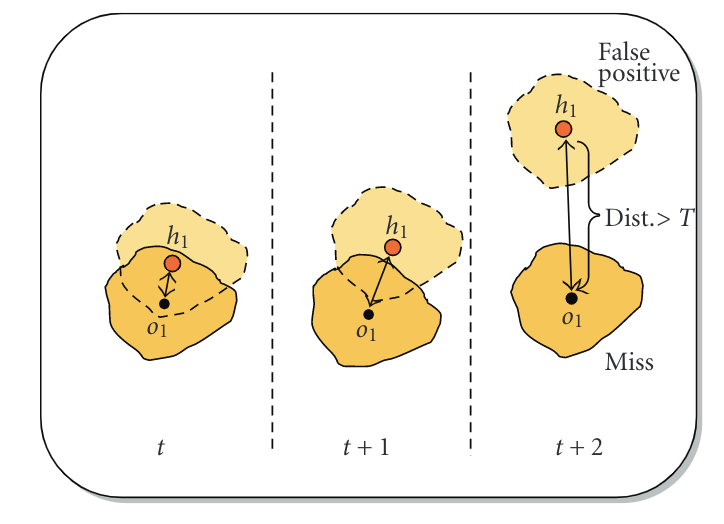 False
positive
h1
h1
h1
o1
o1
o1
Dist.> T
Miss
t
t + 1
t + 2